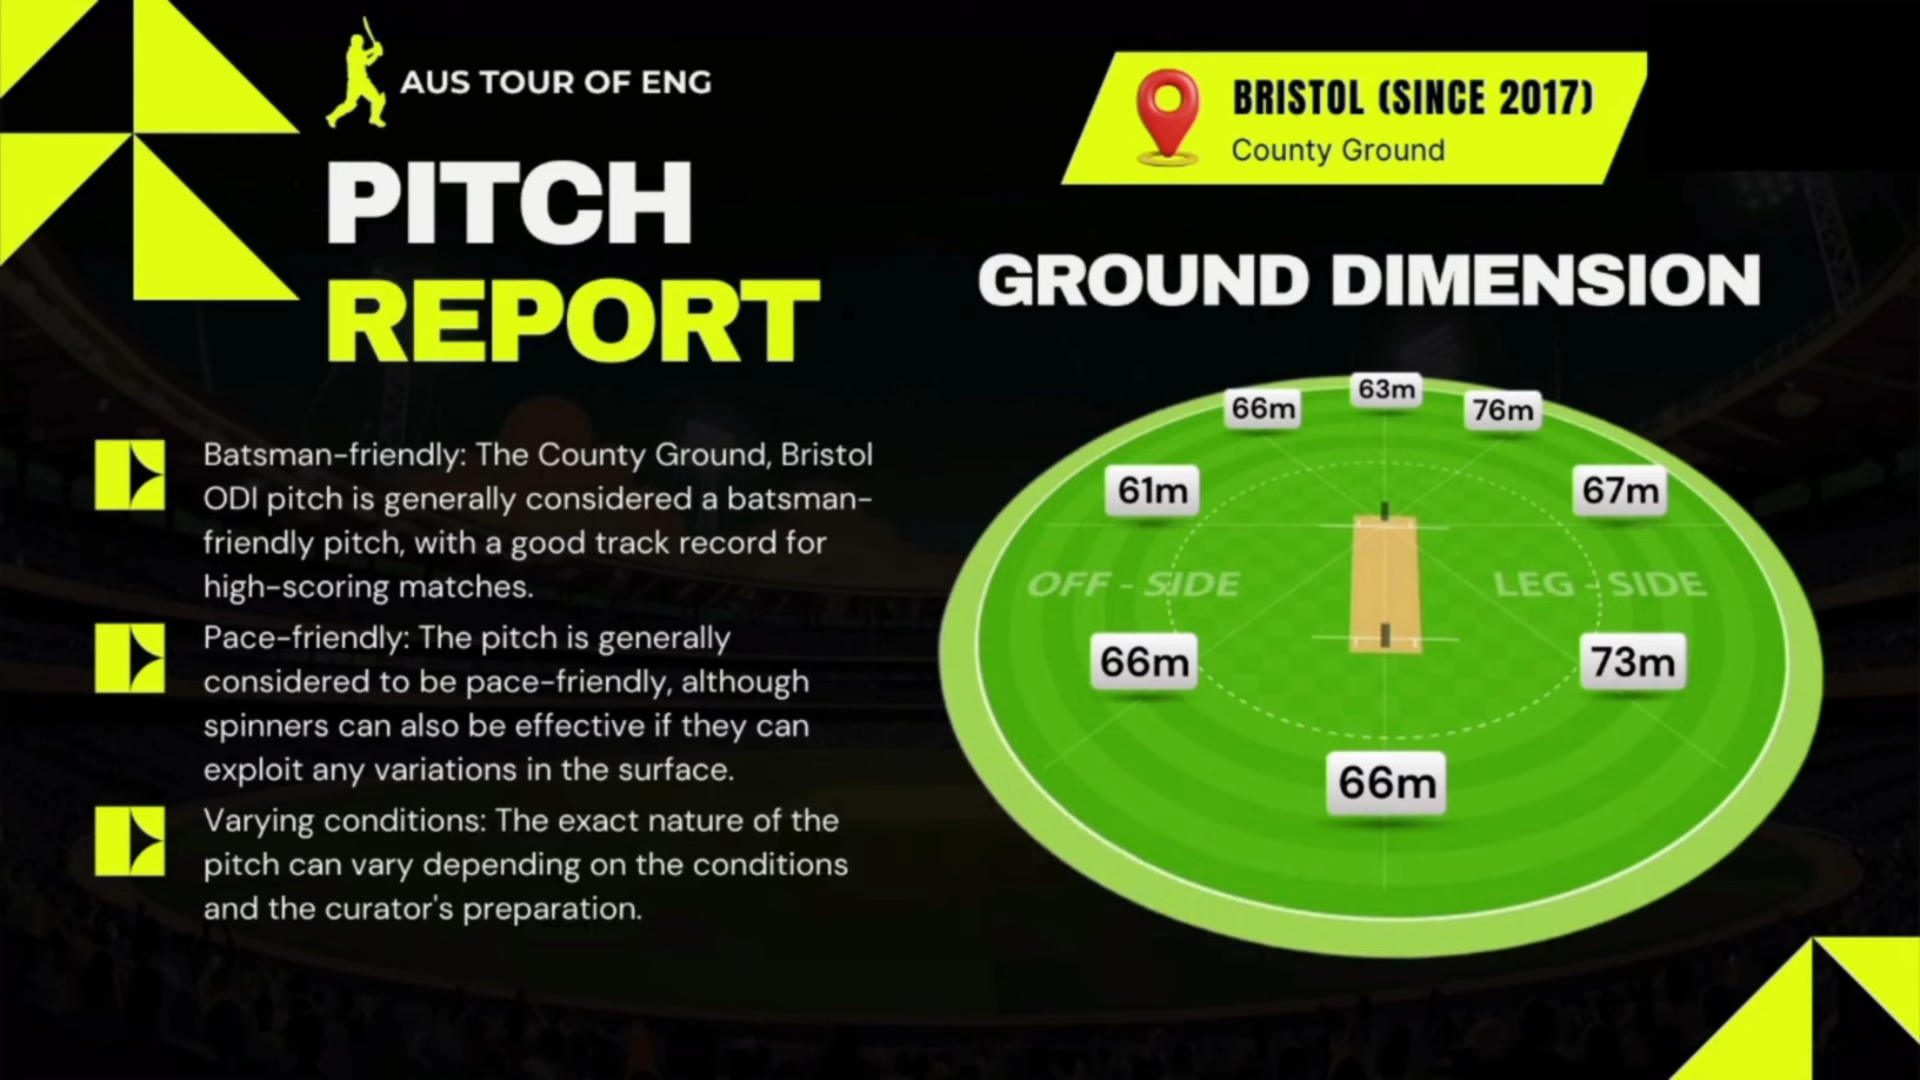 AUS TOUR OF ENG
PITCH
REPORT
Batsman-friendly: The County Ground, Bristol
ODI pitch is generally considered a batsman-
friendly pitch, with a good track record for
high-scoring matches.
Pace-friendly: The pitch is generally
considered to be pace-friendly, although
spinners can also be effective if they can
exploit any variations in the surface.
Varying conditions: The exact nature of the
pitch can vary depending on the conditions
and the curator's preparation.
BRISTOL (SINCE 2017)
County Ground
GROUND DIMENSION
63m
66m
76m
61m
67m
OFF - SIDE
LEG - SIDE
66m
73m
66m